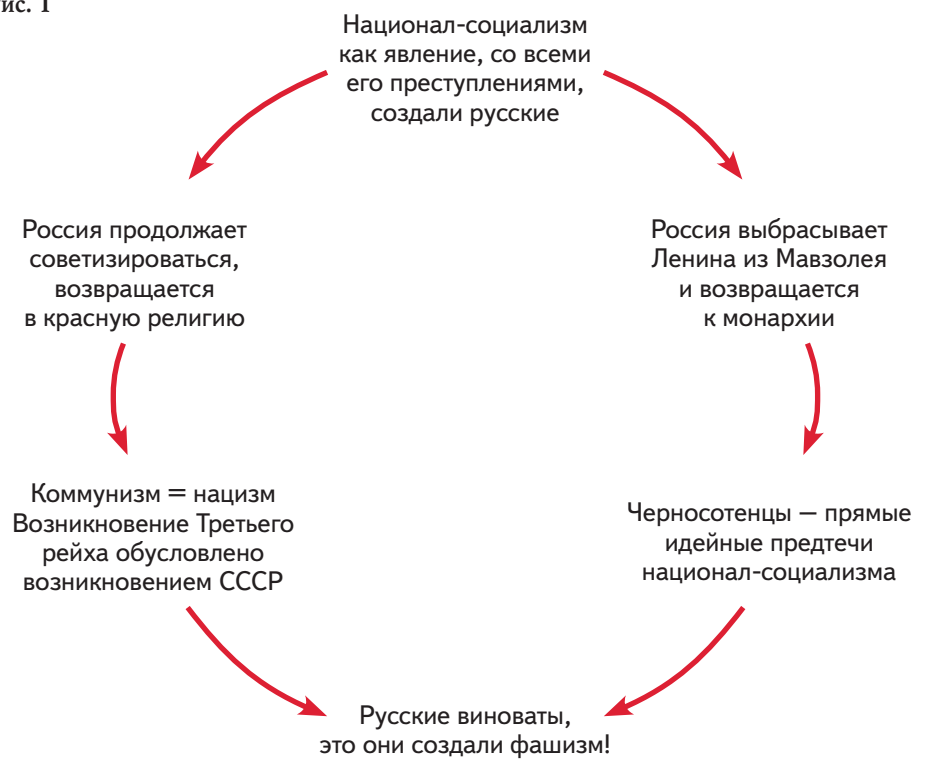 ис. 1
Национал-социализм
как явление, со всеми
его преступлениями,
создали русские
Россия продолжает
советизироваться,
возвращается
в красную религию
Россия выбрасывает
Ленина из Мавзолея
и возвращается
к монархии
Коммунизм = нацизм
Возникновение Третьего
рейха обусловлено
возникновением СССР
Черносотенцы — прямые
идейные предтечи
национал-социализма
Русские виноваты,
это они создали фашизм!